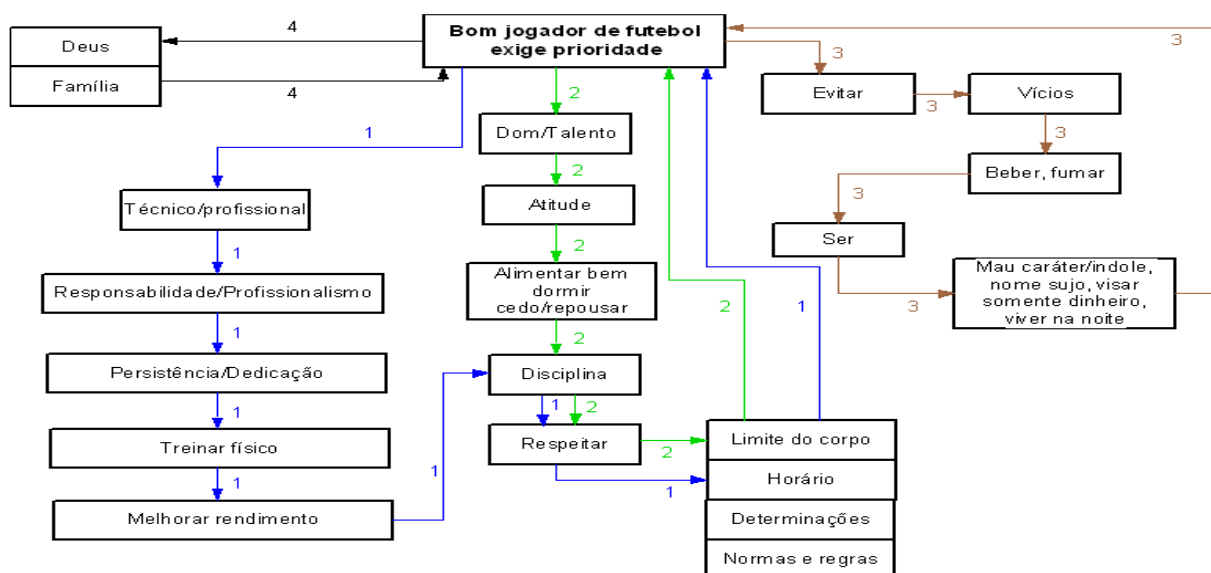 Bom jogador de futebol
exige prioridade
Deus
Família
4
4
3
3
Evitar
3
Vícios
3
Beber, fumar
3
Ser
3
Mau caráter/índole,
nome sujo, visar
somente dinheiro,
viver na noite
2
Dom/Talento
2
Atitude
2
Alimentar bem
dormir
cedo/repousar
2
Disciplina
1
2
Respeitar
2
1
1
Técnico/profissional
1
Responsabilidade/Profissionalismo
1
Persistência/Dedicação
1
Treinar físico
1
Melhorar rendimento
1
2
1
Limite do corpo
Horário
Determinações
Normas e regras